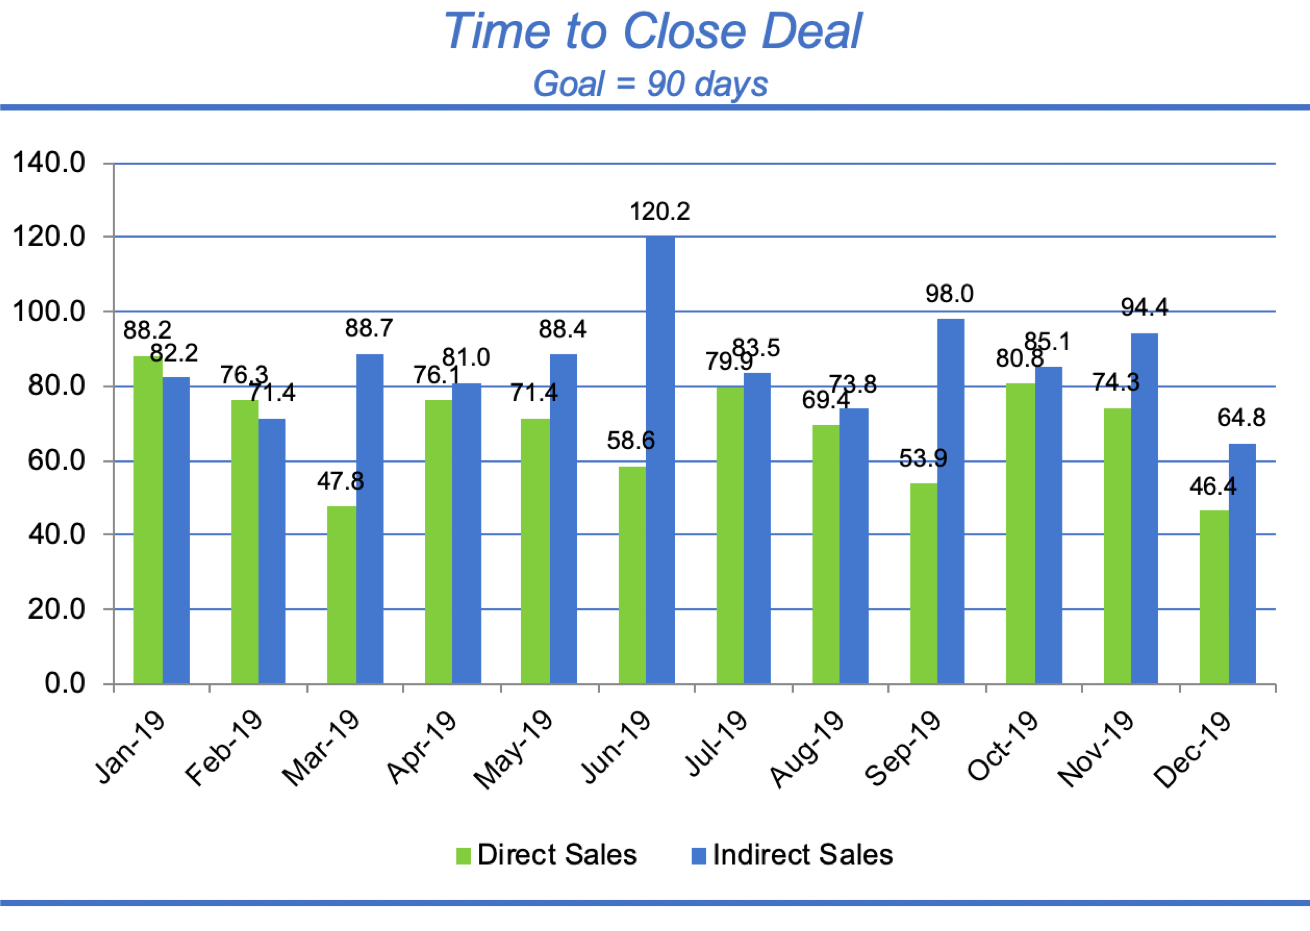 Time to Close Deal
Goal = 90 days
140.0
120.0
100.0
80.0
60.0
40.0
20.0
0.0
88.2
82.2
76.3
71.4
47.8
88.7
76.1
81.0
71.4
88.4
58.6
120.2
79.9
83.5
69.4
73.8
53.9
98.0
80.8
85.1
74.3
94.4
46.4
64.8
Jan-19
Feb-19
Mar-19
Apr-19
May-19
Jun-19
Jul-19
Aug-19
Sep-19
Oct-19
Nov-19
Dec-19
Direct Sales
Indirect Sales